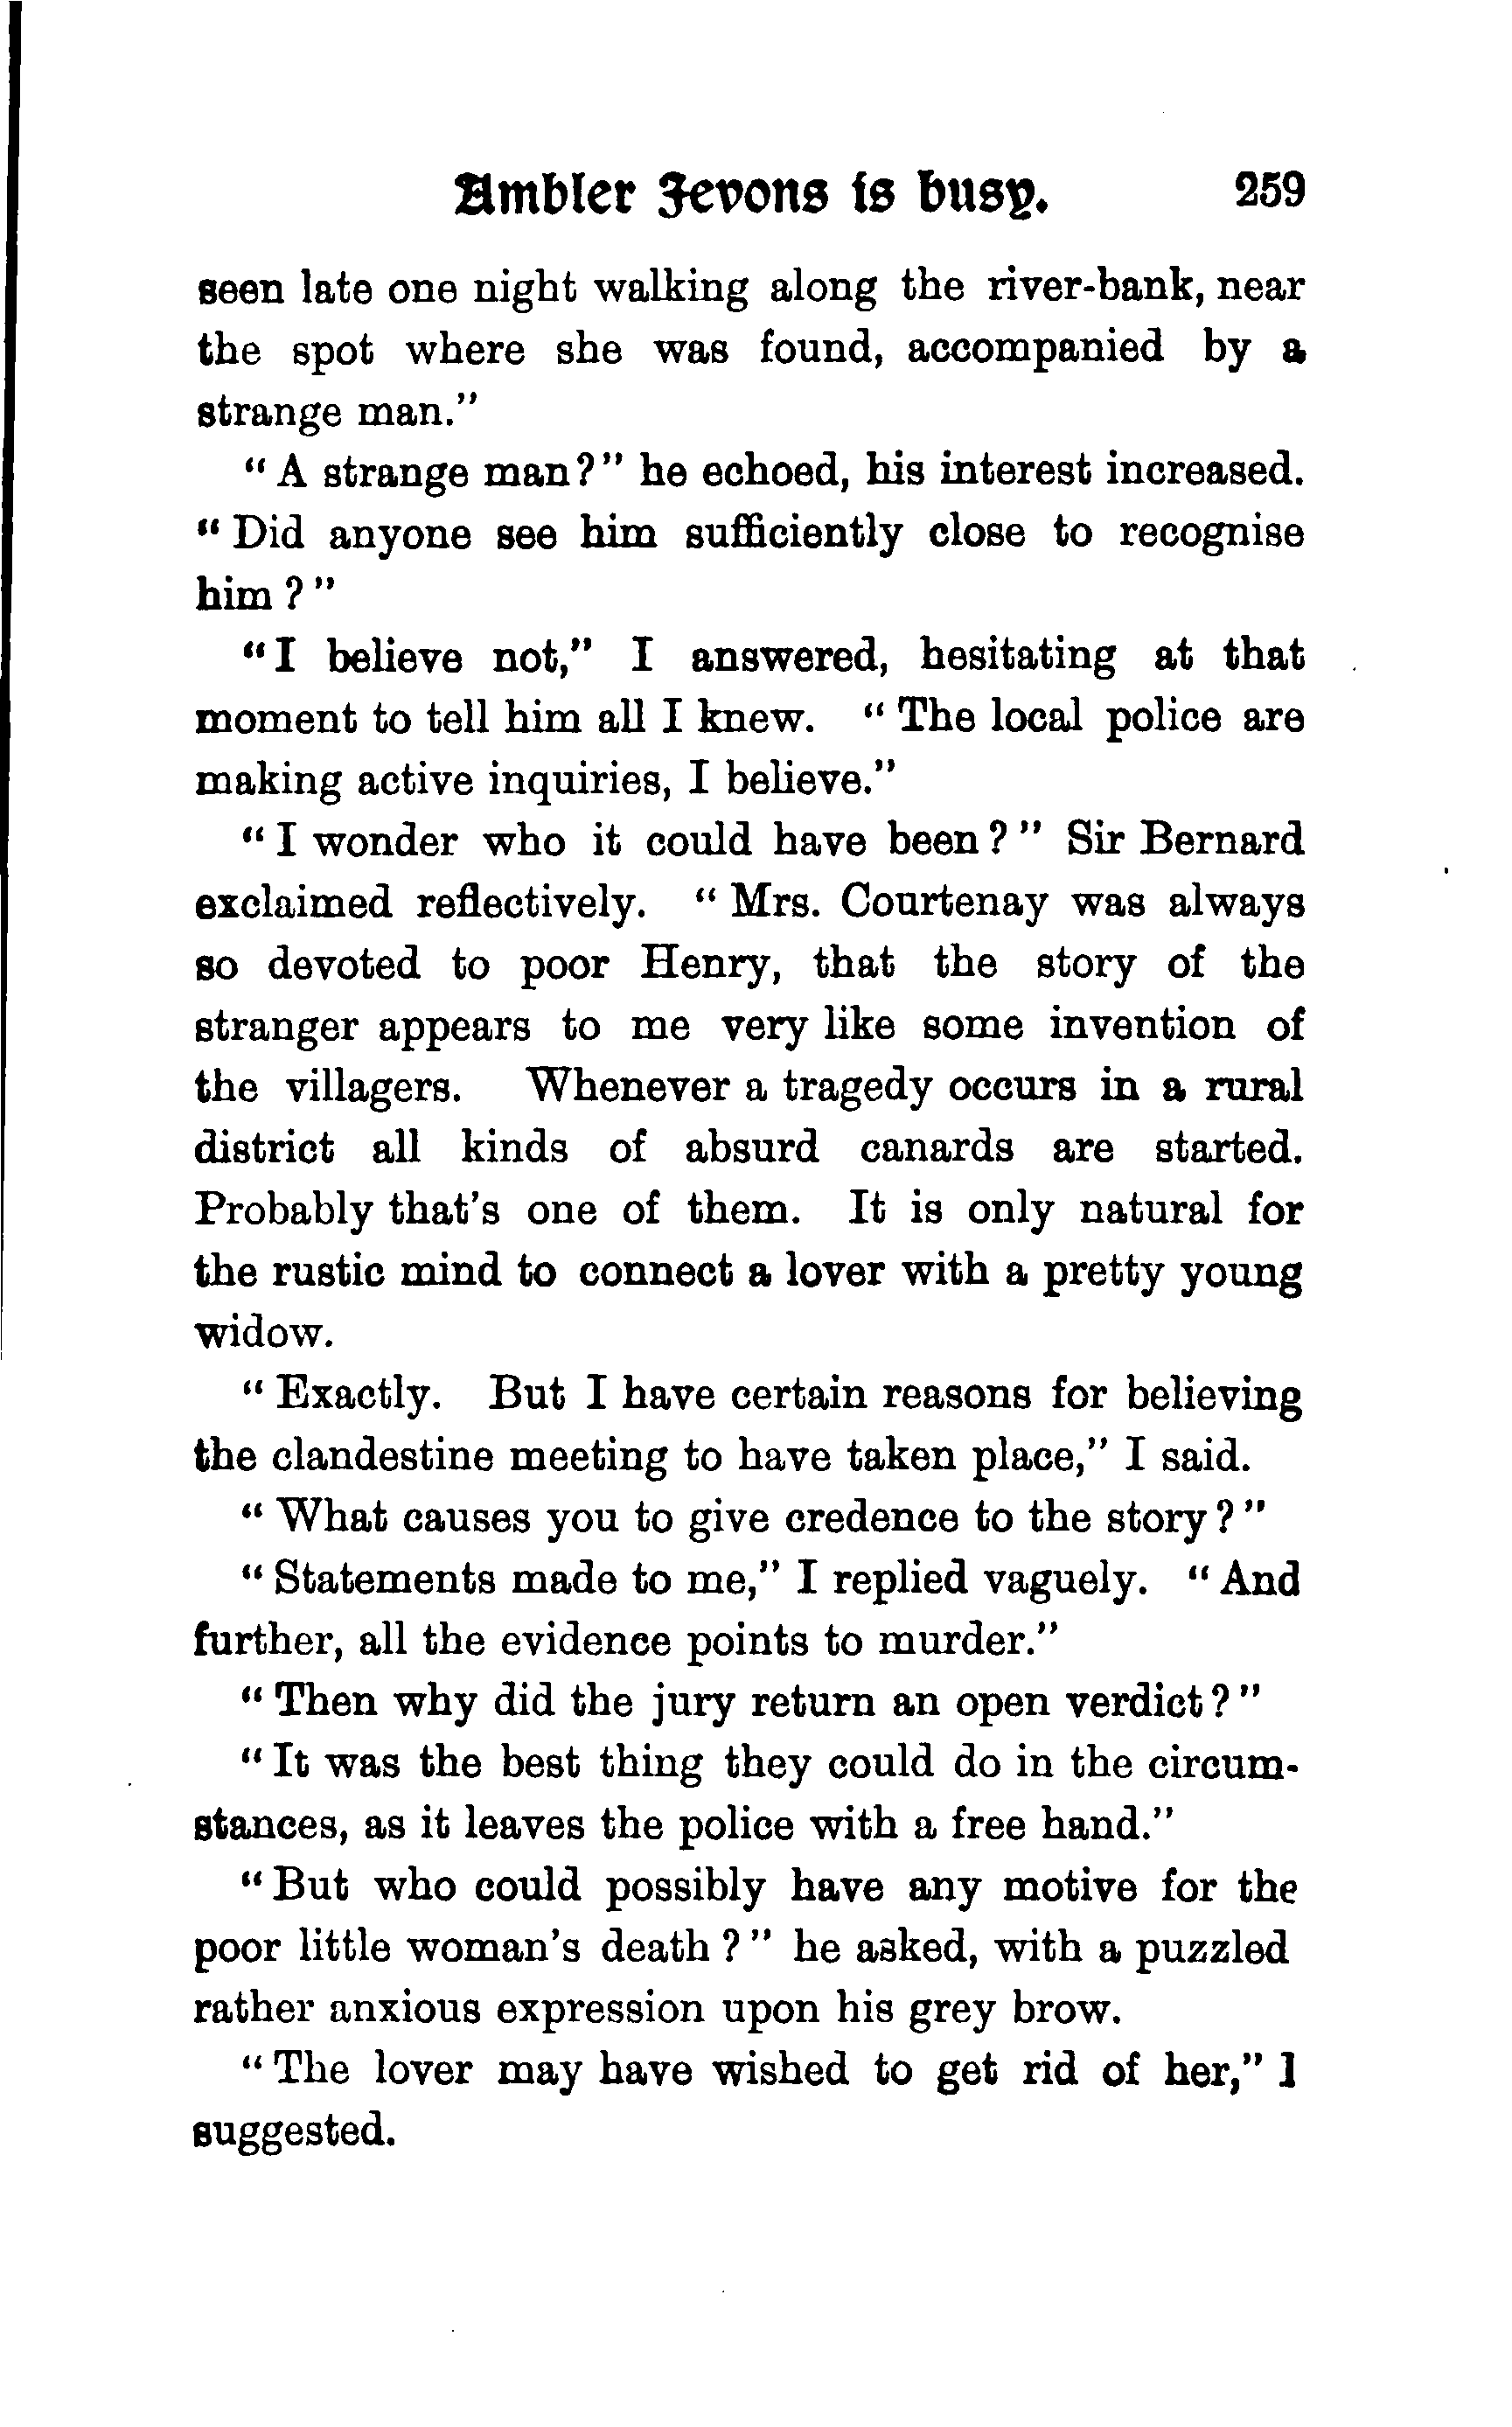 Ambler Jevons is busy. 259
seen late one night walking along the river-bank, near
the spot where she was found, accompanied by a
strange man."
"A strange man?" he echoed, his interest increased.
"Did anyone see him sufficiently close to recognise
him?"
"I believe not," I answered, hesitating at that
moment to tell him all I knew. "The local police are
making active inquiries, I believe."
"I wonder who it could have been?" Sir Bernard
exclaimed reflectively. "Mrs. Courtenay was always
so devoted to poor Henry, that the story of the
stranger appears to me very like some invention of
the villagers. Whenever a tragedy occurs in a rural
district all kinds of absurd canards are started.
Probably that's one of them. It is only natural for
the rustic mind to connect a lover with a pretty young
widow.
"Exactly. But I have certain reasons for believing
the clandestine meeting to have taken place," I said.
"What causes you to give credence to the story?"
"Statements made to me," I replied vaguely. "And
further, all the evidence points to murder."
"Then why did the jury return an open verdict?"
"It was the best thing they could do in the circum-
stances, as it leaves the police with a free hand."
"But who could possibly have any motive for the
poor little woman's death?" he asked, with a puzzled
rather anxious expression upon his grey brow.
"The lover may have wished to get rid of her," I
suggested.